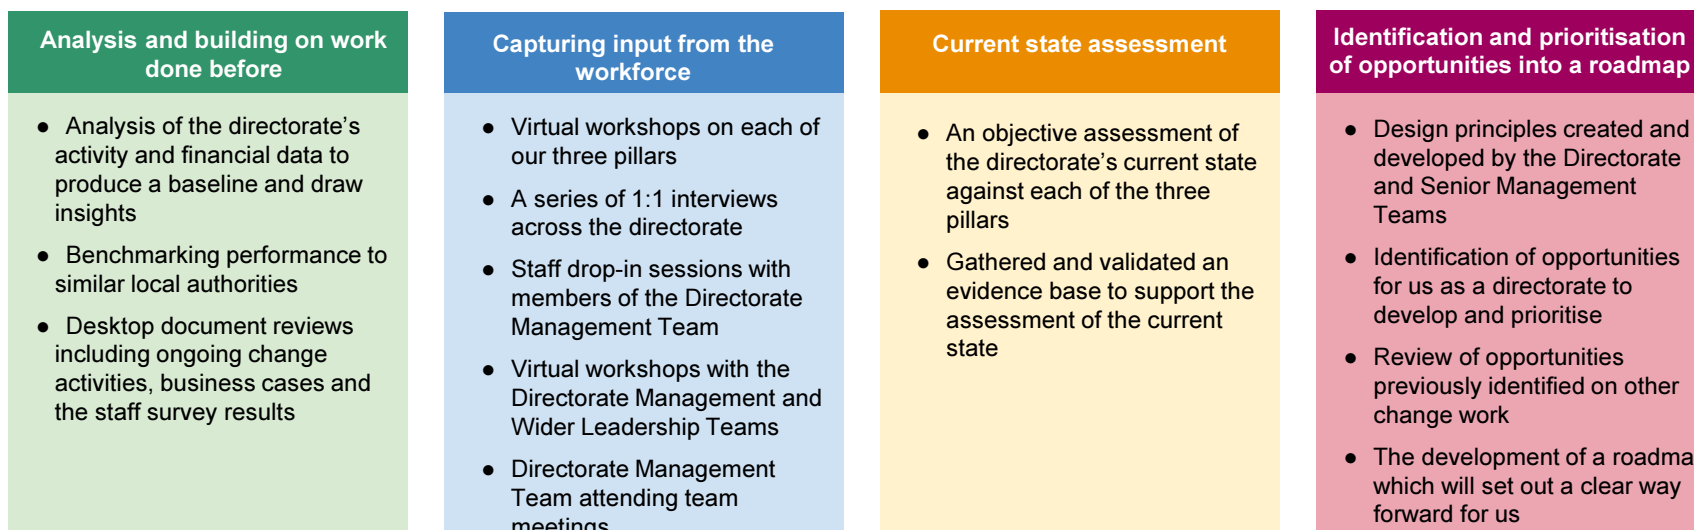 Analysis and building on work
done before
● Analysis of the directorate’s
activity and financial data to
produce a baseline and draw
insights
● Benchmarking performance to
similar local authorities
● Desktop document reviews
including ongoing change
activities, business cases and
the staff survey results
Capturing input from the
workforce
● Virtual workshops on each of
our three pillars
● A series of 1:1 interviews
across the directorate
● Staff drop-in sessions with
members of the Directorate
Management Team
● Virtual workshops with the
Directorate Management and
Wider Leadership Teams
● Directorate Management
Team attending team
meetings
Current state assessment
● An objective assessment of
the directorate’s current state
against each of the three
pillars
● Gathered and validated an
evidence base to support the
assessment of the current
state
Identification and prioritisation
of opportunities into a roadmap
● Design principles created and
developed by the Directorate
and Senior Management
Teams
● Identification of opportunities
for us as a directorate to
develop and prioritise
● Review of opportunities
previously identified on other
change work
● The development of a roadma
which will set out a clear way
forward for us